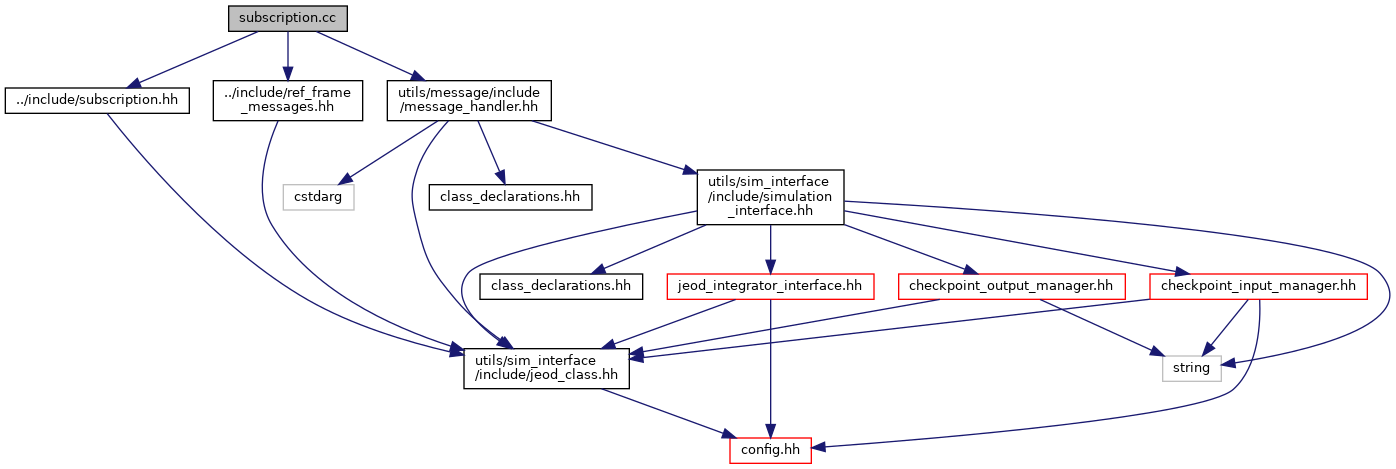 subscription.cc
../include/subscription.hh
../include/ref_frame
_messages.hh
utils/message/include
/message_handler.hh
cstdarg
class_declarations.hh
utils/sim_interface
/include/simulation
_interface.hh
class_declarations.hh
jeod_integrator_interface.hh
checkpoint_output_manager.hh
checkpoint_input_manager.hh
utils/sim_interface
/include/jeod_class.hh
string
config.hh